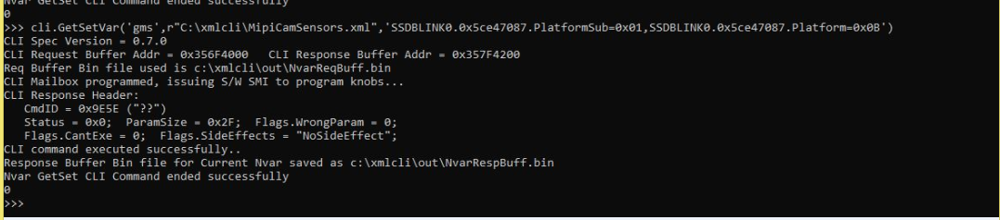 Nvar GetSet CLI Command ended successfully
0
>>> cli.GetSetVar('gms',r"C:\xmlcli\MipiCamSensors.xml",'SSDBLINK0.0x5ce47087.PlatformSub=0x01,SSDBLINK0.0x5ce47087.Platform=0x0B')
CLI Spec Version = 0.7.0
CLI Request Buffer Addr = 0x356F4000   CLI Response Buffer Addr = 0x357F4200
Req Buffer Bin file used is c:\xmlcli\out\NvarReqBuff.bin
CLI Mailbox programmed, issuing S/W SMI to program knobs...
CLI Response Header:
   CmdID = 0x9E5E ("??")
   Status = 0x0;  ParamSize = 0x2F;  Flags.WrongParam = 0;
   Flags.CantExe = 0;  Flags.SideEffects = "NoSideEffect";
CLI command executed successfully..
Response Buffer Bin file for Current Nvar saved as c:\xmlcli\out\NvarRespBuff.bin
Nvar GetSet CLI Command ended successfully
0
>>>